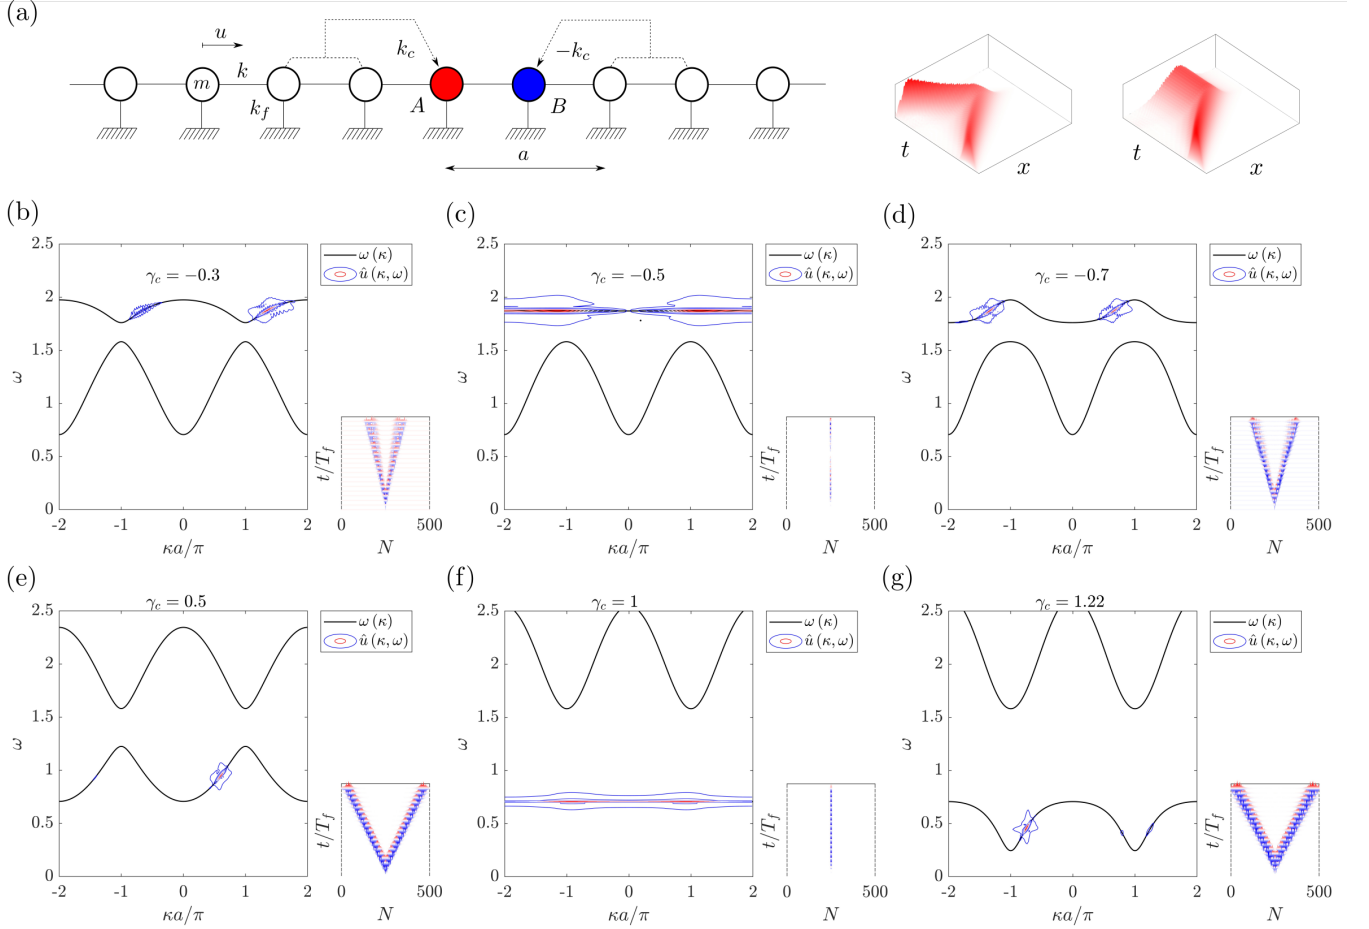 (a)
u
k
m
k_f
k_c
−k_c
A
B
a
t
x
t
x
(b)
γ_c = −0.3
ω (κ)
û (κ, ω)
2.5
2
1.5
1
0.5
0
ω
-2 -1 0 1 2
κa/π
t/T_f
0 500
N
(c)
γ_c = −0.5
ω (κ)
û (κ, ω)
2.5
2
1.5
1
0.5
0
ω
-2 -1 0 1 2
κa/π
t/T_f
0 500
N
(d)
γ_c = −0.7
ω (κ)
û (κ, ω)
2.5
2
1.5
1
0.5
0
ω
-2 -1 0 1 2
κa/π
t/T_f
0 500
N
(e)
γ_c = 0.5
ω (κ)
û (κ, ω)
2.5
2
1.5
1
0.5
0
ω
-2 -1 0 1 2
κa/π
t/T_f
0 500
N
(f)
γ_c = 1
ω (κ)
û (κ, ω)
2.5
2
1.5
1
0.5
0
ω
-2 -1 0 1 2
κa/π
t/T_f
0 500
N
(g)
γ_c = 1.22
ω (κ)
û (κ, ω)
2.5
2
1.5
1
0.5
0
ω
-2 -1 0 1 2
κa/π
t/T_f
0 500
N